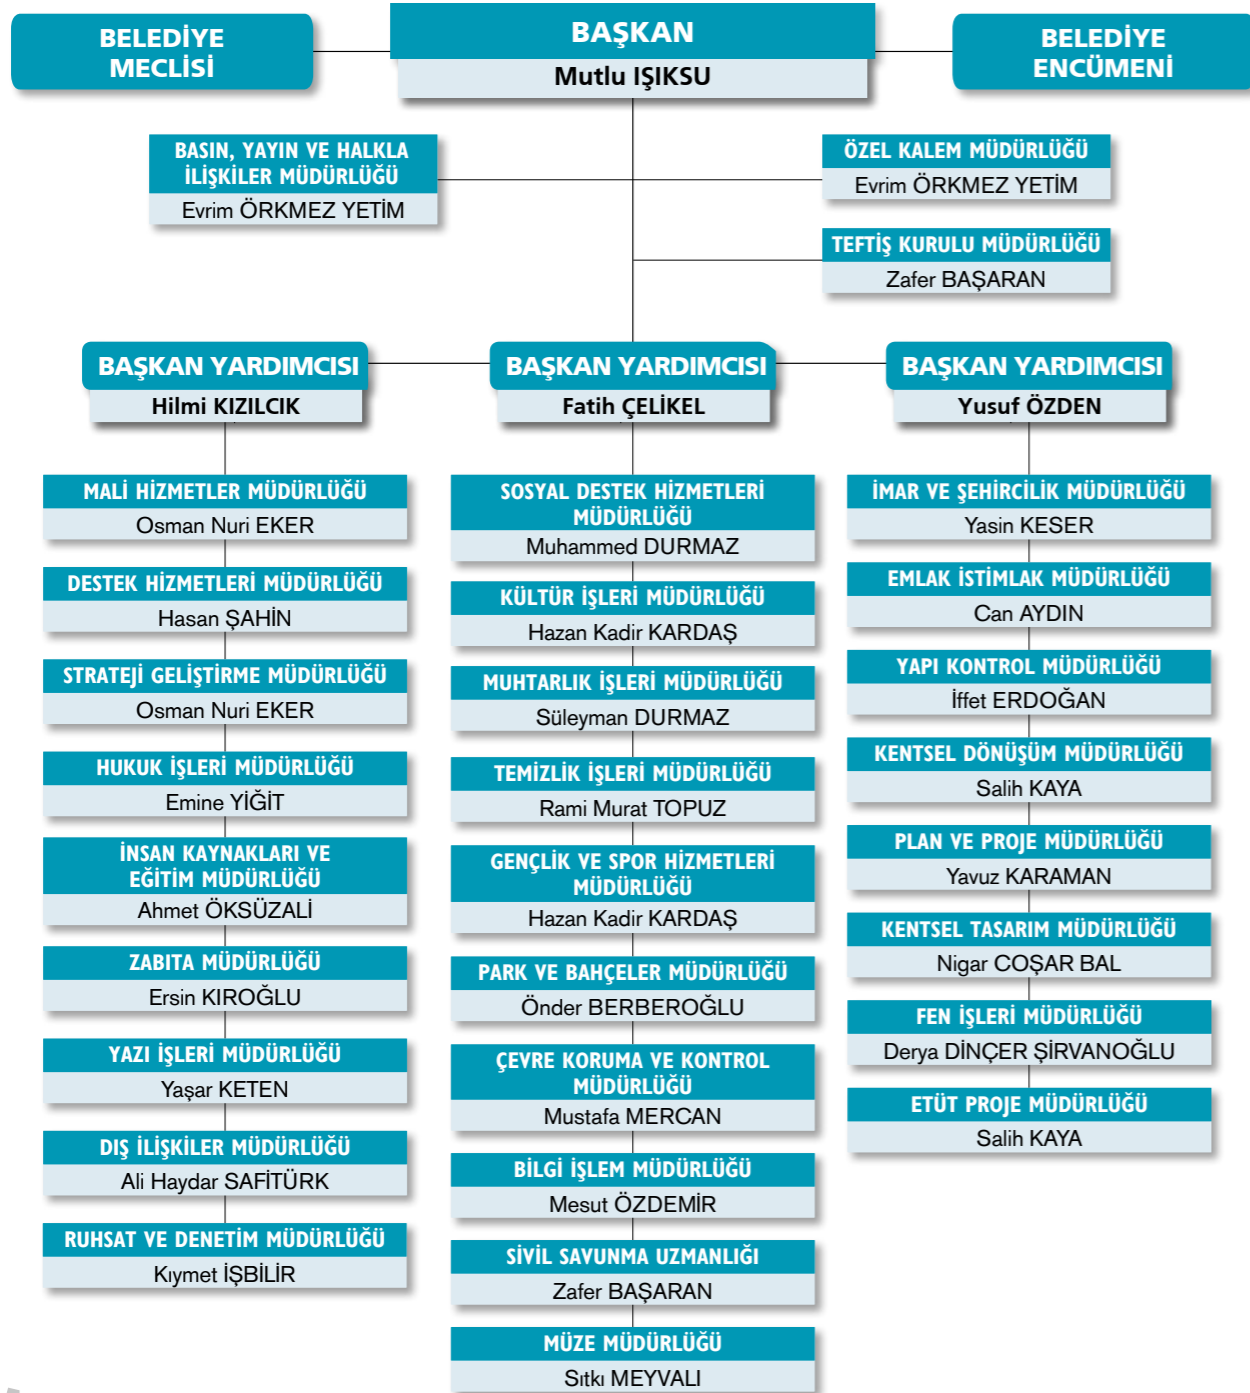 BELEDİYE
MECLİSİ
BAŞKAN
Mutlu IŞIKSU
BELEDİYE
ENCÜMENİ
BASIN, YAYIN VE HALKLA
İLİŞKİLER MÜDÜRLÜĞÜ
Evrim ÖRKMEZ YETİM
ÖZEL KALEM MÜDÜRLÜĞÜ
Evrim ÖRKMEZ YETİM
TEFTİŞ KURULU MÜDÜRLÜĞÜ
Zafer BAŞARAN
BAŞKAN YARDIMCISI
Hilmi KIZILCIK
MALİ HİZMETLER MÜDÜRLÜĞÜ
Osman Nuri EKER
DESTEK HİZMETLERİ MÜDÜRLÜĞÜ
Hasan ŞAHİN
STRATEJİ GELİŞTİRME MÜDÜRLÜĞÜ
Osman Nuri EKER
HUKUK İŞLERİ MÜDÜRLÜĞÜ
Emine YİĞİT
İNSAN KAYNAKLARI VE
EĞİTİM MÜDÜRLÜĞÜ
Ahmet ÖKSÜZALİ
ZABITA MÜDÜRLÜĞÜ
Ersin KIROĞLU
YAZI İŞLERİ MÜDÜRLÜĞÜ
Yaşar KETEN
DIŞ İLİŞKİLER MÜDÜRLÜĞÜ
Ali Haydar SAFİTÜRK
RUHSAT VE DENETİM MÜDÜRLÜĞÜ
Kıymet İŞBİLİR
BAŞKAN YARDIMCISI
Fatih ÇELİKEL
SOSYAL DESTEK HİZMETLERİ
MÜDÜRLÜĞÜ
Muhammed DURMAZ
KÜLTÜR İŞLERİ MÜDÜRLÜĞÜ
Hazan Kadir KARDAŞ
MUHTARLIK İŞLERİ MÜDÜRLÜĞÜ
Süleyman DURMAZ
TEMİZLİK İŞLERİ MÜDÜRLÜĞÜ
Rami Murat TOPUZ
GENÇLİK VE SPOR HİZMETLERİ
MÜDÜRLÜĞÜ
Hazan Kadir KARDAŞ
PARK VE BAHÇELER MÜDÜRLÜĞÜ
Önder BERBEROĞLU
ÇEVRE KORUMA VE KONTROL
MÜDÜRLÜĞÜ
Mustafa MERCAN
BİLGİ İŞLEM MÜDÜRLÜĞÜ
Mesut ÖZDEMİR
SİVİL SAVUNMA UZMANLIĞI
Zafer BAŞARAN
MÜZE MÜDÜRLÜĞÜ
Sıtkı MEYVALI
BAŞKAN YARDIMCISI
Yusuf ÖZDEN
İMAR VE ŞEHİRCİLİK MÜDÜRLÜĞÜ
Yasin KESER
EMLAK İSTİMLAK MÜDÜRLÜĞÜ
Can AYDIN
YAPI KONTROL MÜDÜRLÜĞÜ
İffet ERDOĞAN
KENTSEL DÖNÜŞÜM MÜDÜRLÜĞÜ
Salih KAYA
PLAN VE PROJE MÜDÜRLÜĞÜ
Yavuz KARAMAN
KENTSEL TASARIM MÜDÜRLÜĞÜ
Nigar COŞAR BAL
FEN İŞLERİ MÜDÜRLÜĞÜ
Derya DİNÇER ŞİRVANOĞLU
ETÜT PROJE MÜDÜRLÜĞÜ
Salih KAYA